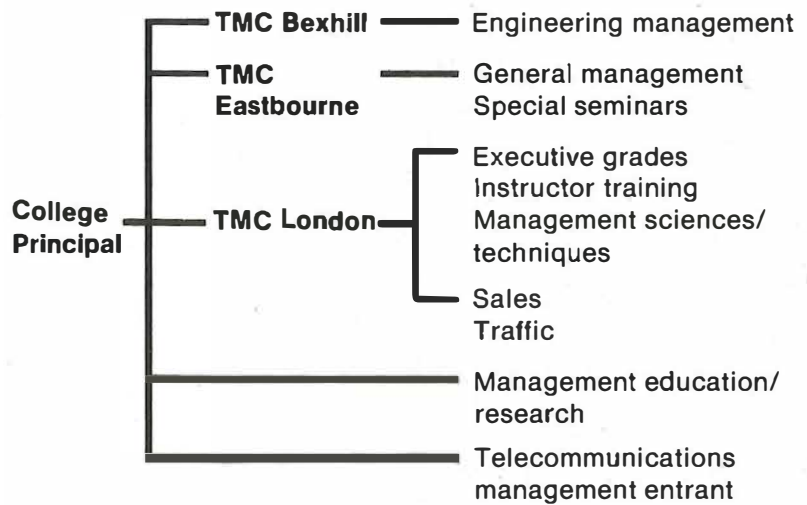 TMC Bexhill
Engineering management
TMC
Eastbourne
General management
Special seminars
College
Principal
TMC London
Executive grades
Instructor training
Management sciences/
techniques
Sales
Traffic
Management education/
research
Telecommunications
management entrant